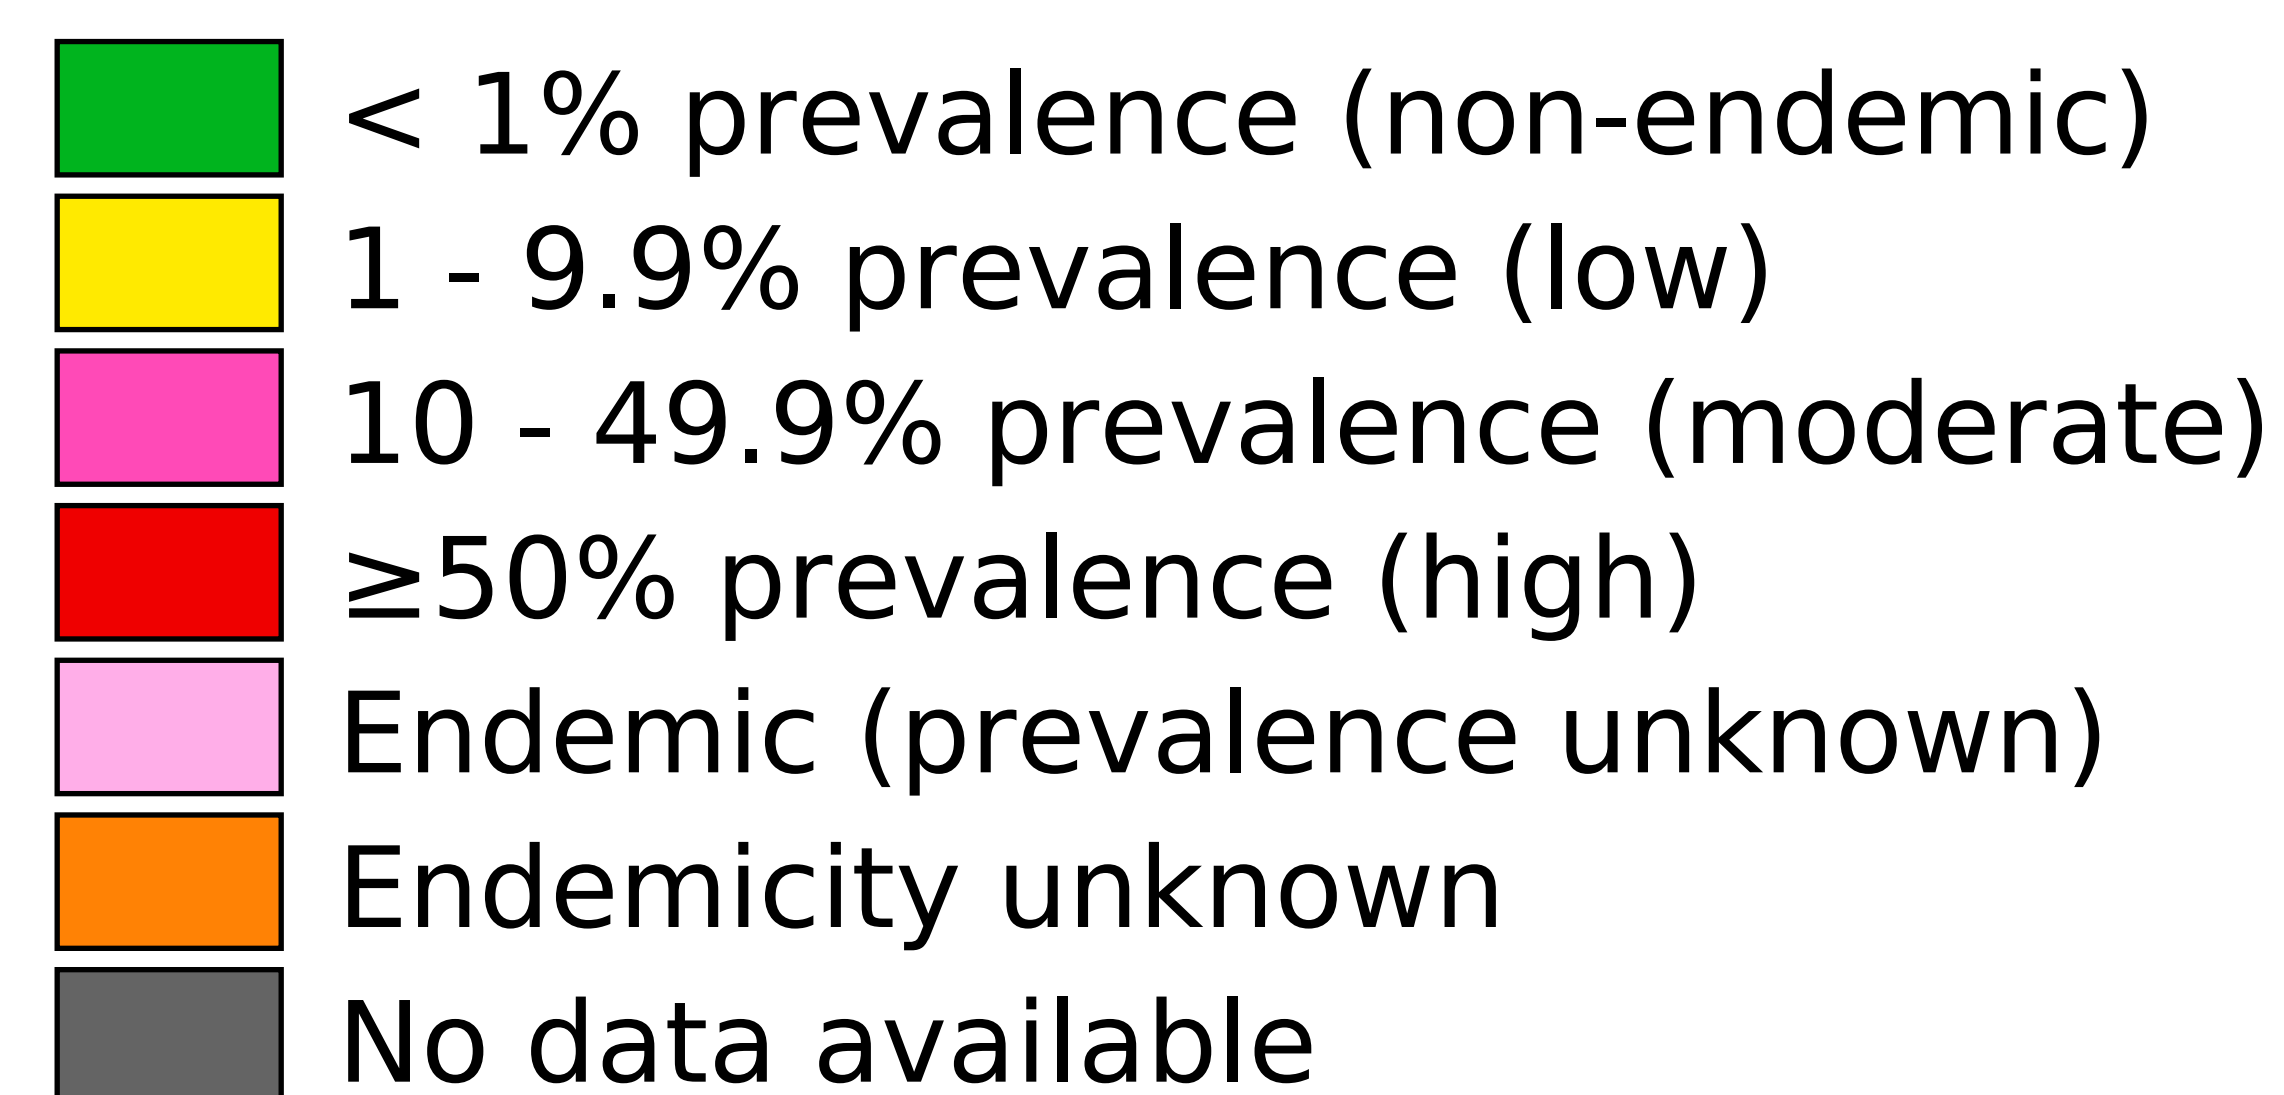 < 1% prevalence (non-endemic)
1 - 9.9% prevalence (low)
10 - 49.9% prevalence (moderate)
≥50% prevalence (high)
Endemic (prevalence unknown)
Endemicity unknown
No data available